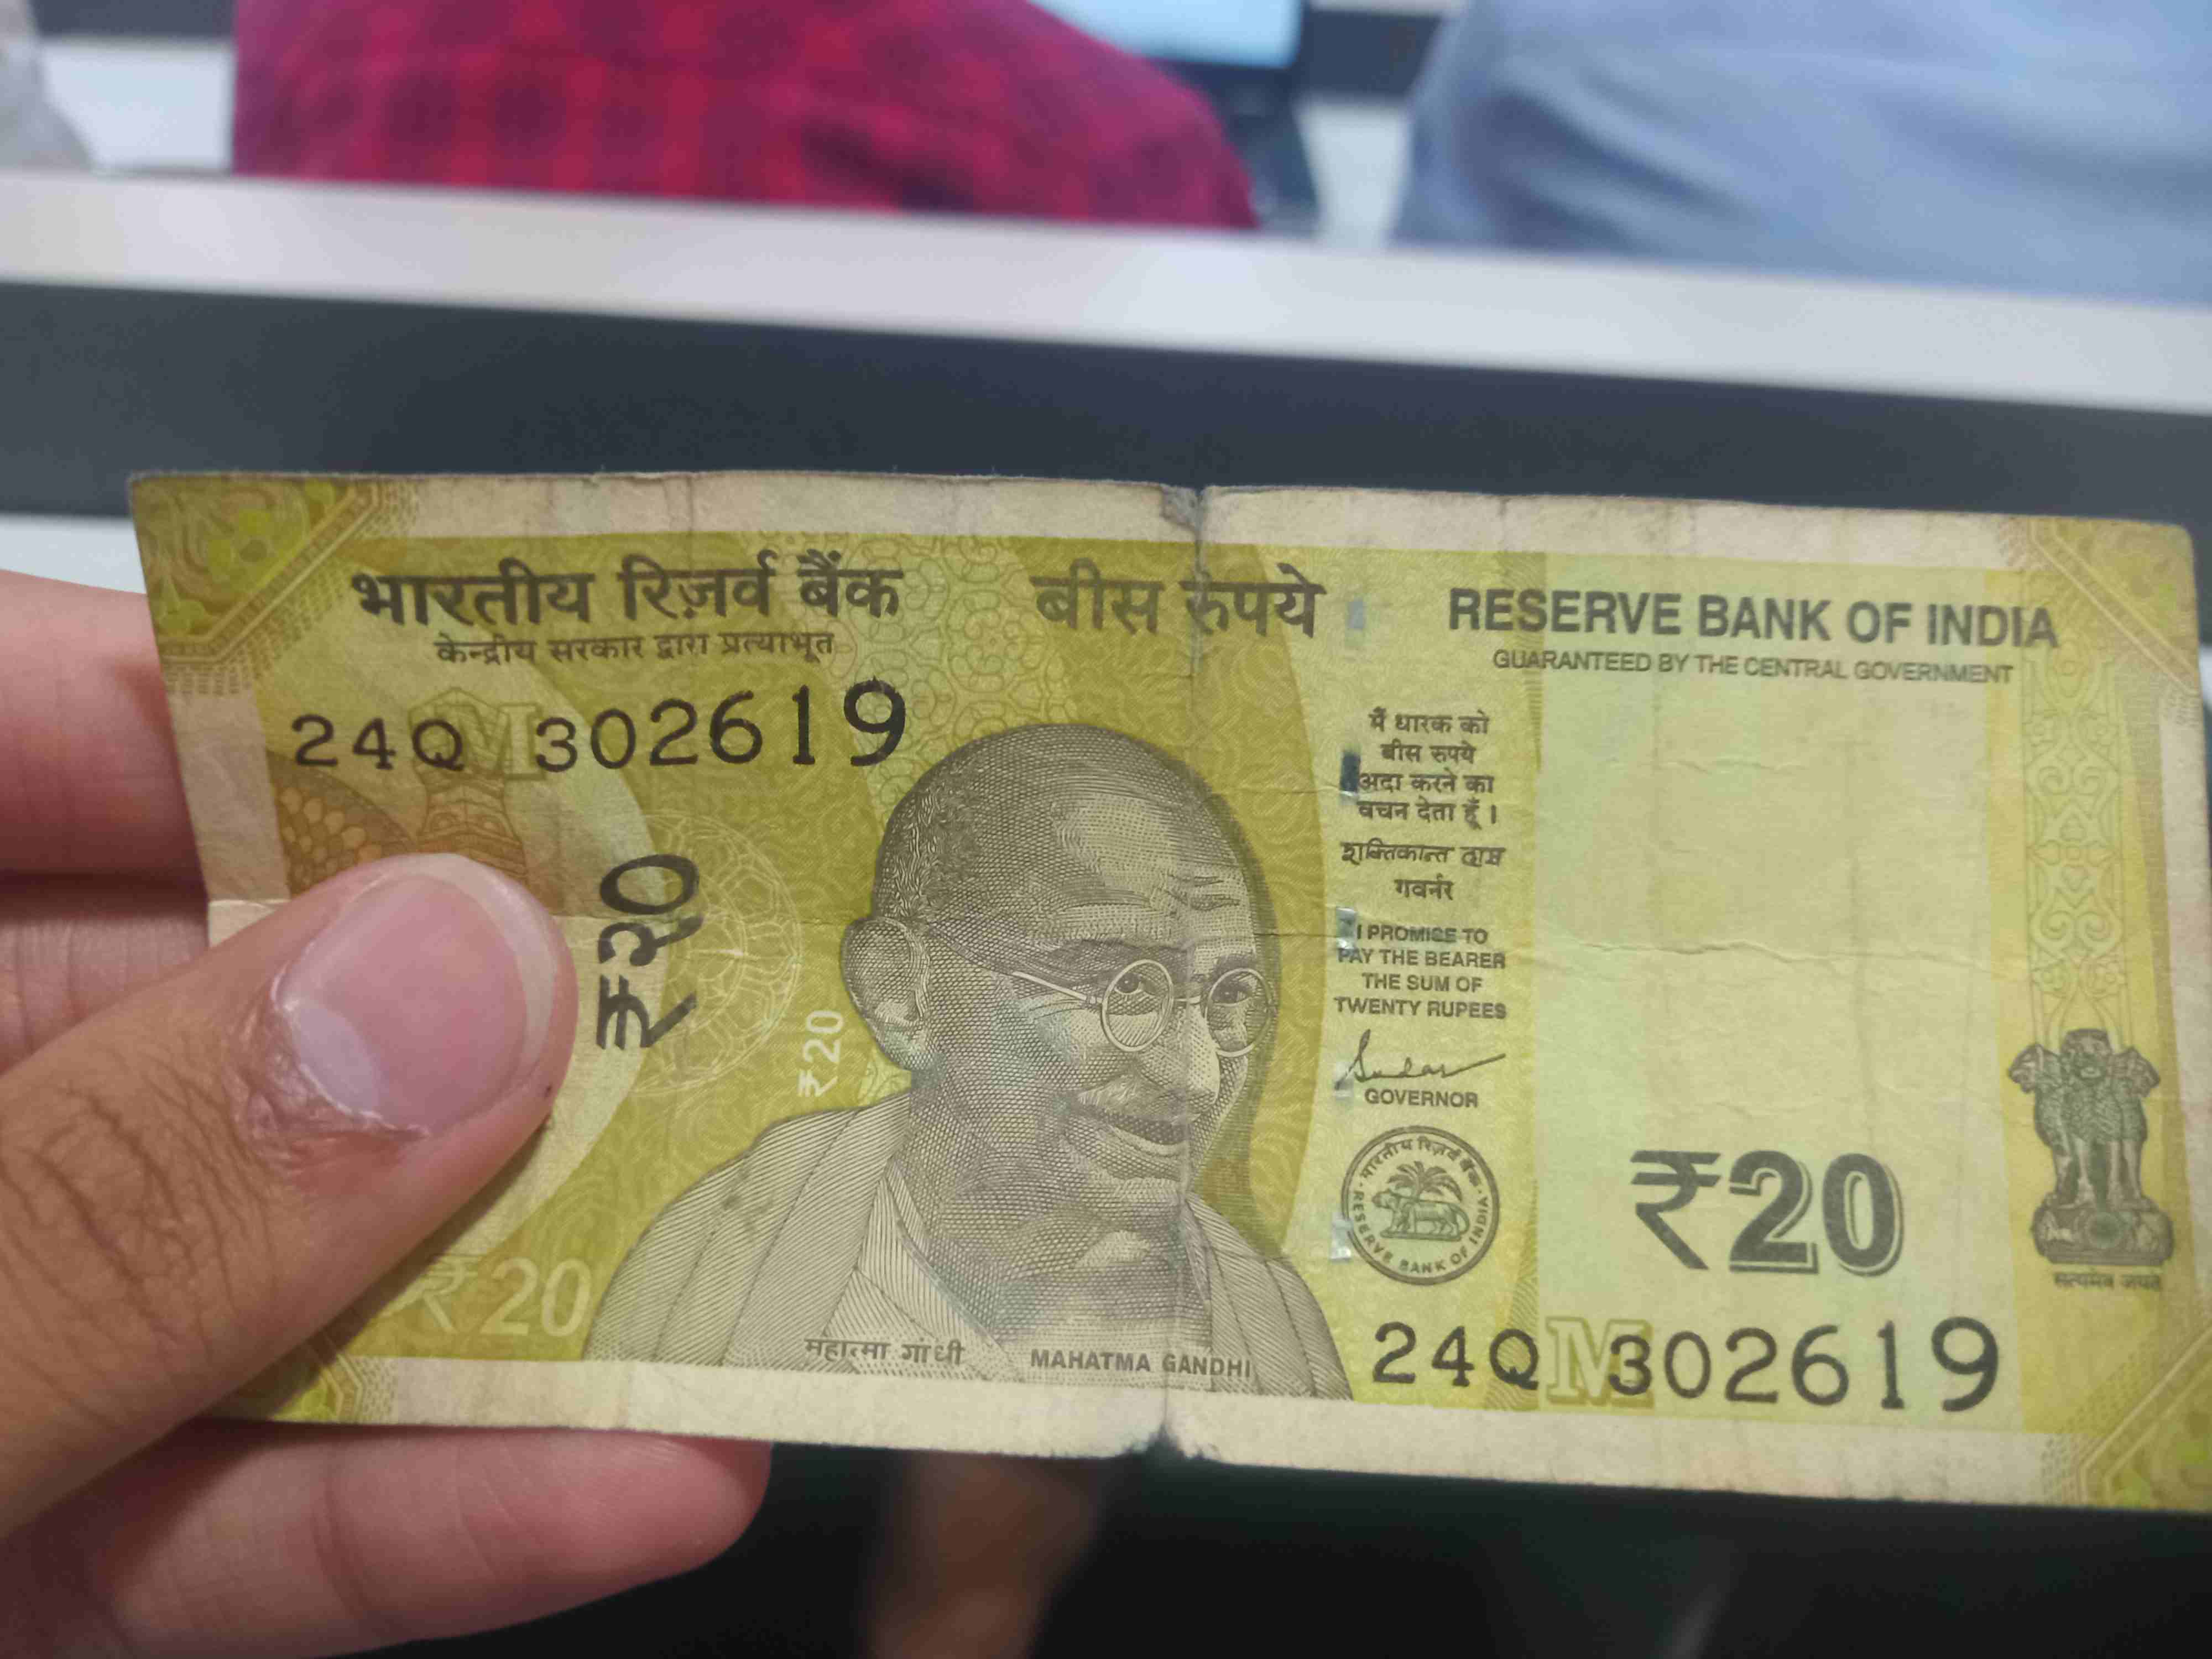 भारतीय रिज़र्व बैंक
केन्द्रीय सरकार द्वारा प्रत्याभूत
बीस रुपये
RESERVE BANK OF INDIA
GUARANTEED BY THE CENTRAL GOVERNMENT
24Q 302619
M
मैं धारक को
बीस रुपये
अदा करने का
वचन देता हूँ ।
शक्तिकान्त दास
गवर्नर
I PROMISE TO
PAY THE BEARER
THE SUM OF
TWENTY RUPEES
GOVERNOR
₹२०
₹20
₹20
महात्मा गांधी
MAHATMA GANDHI
भारतीय रिज़र्व बैंक
RESERVE BANK OF INDIA
₹20
सत्यमेव जयते
24Q 302619
M